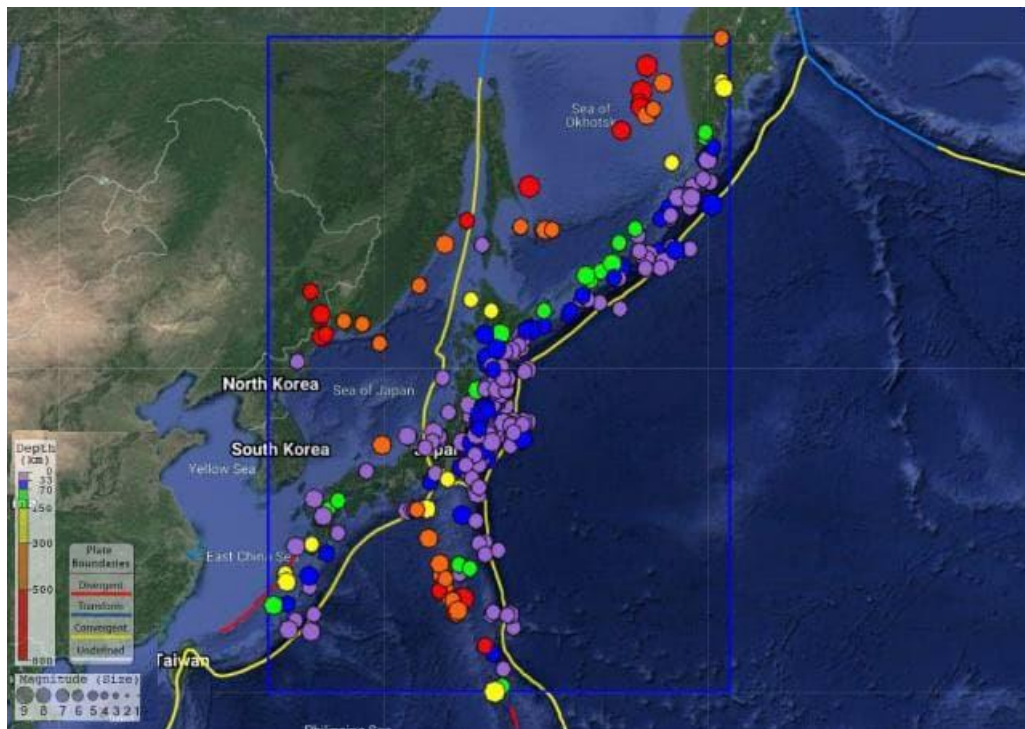 Sea of
Okhotsk
North Korea
Sea of Japan
South Korea
Yellow Sea
East China Sea
Taiwan
Depth
(km)
0
33
70
150
300
500
800
Plate
Boundaries
Divergent
Transform
Convergent
Undefined
Magnitude (Size)
9 8 7 6 5 4 3 2 1